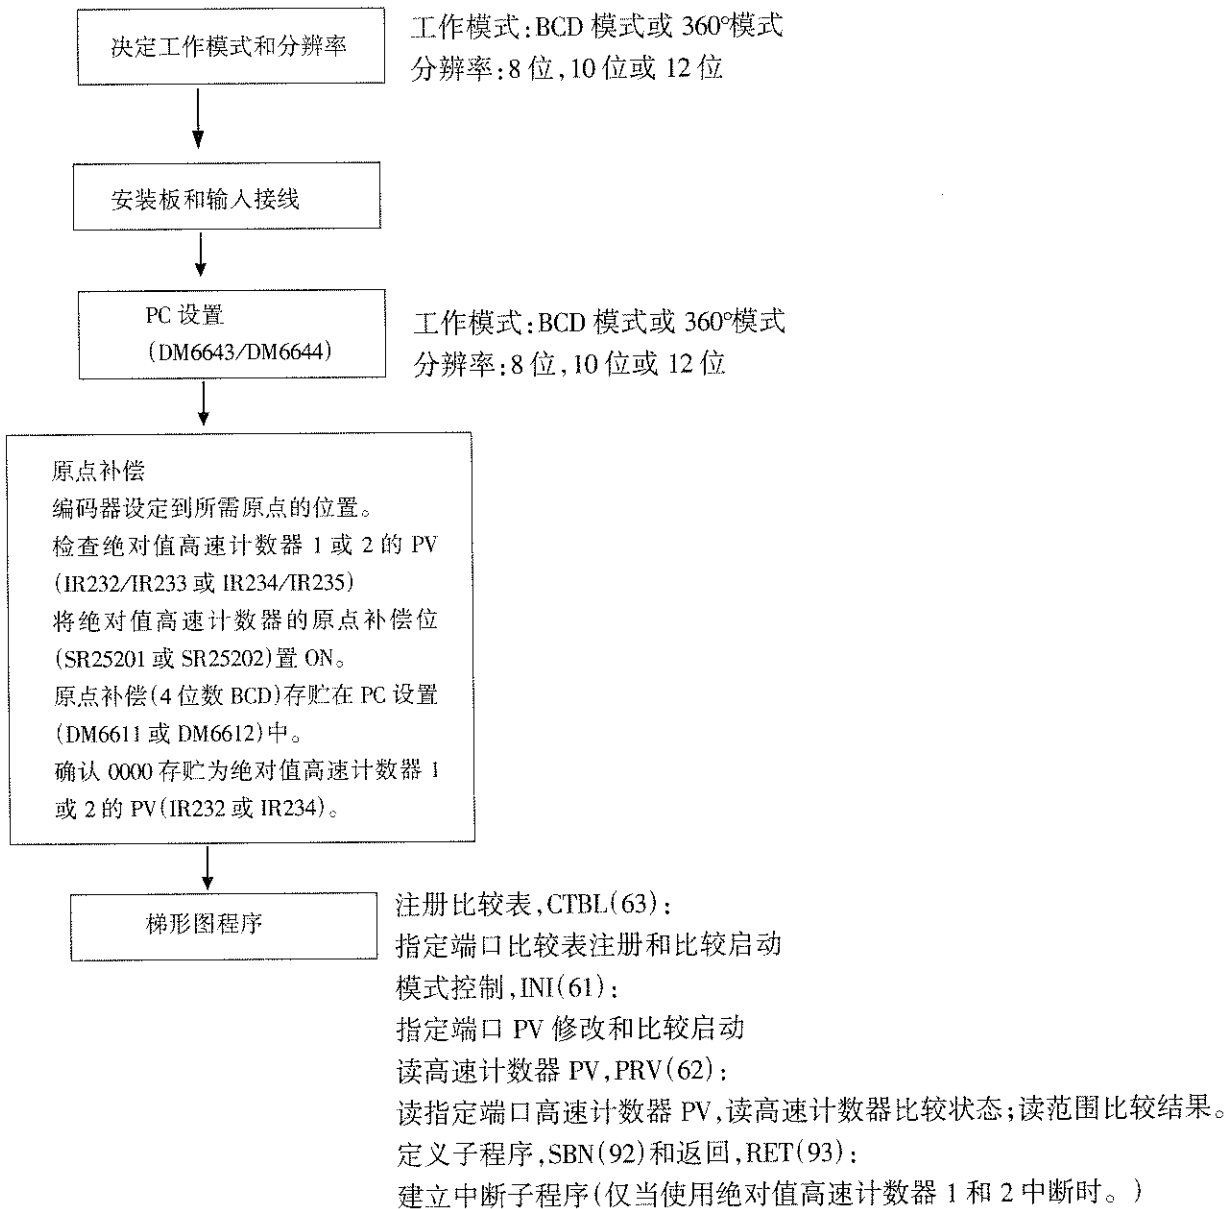 决定工作模式和分辨率
工作模式:BCD 模式或 360°模式
分辨率:8 位,10 位或 12 位
安装板和输入接线
PC 设置
(DM6643/DM6644)
工作模式:BCD 模式或 360°模式
分辨率:8 位,10 位或 12 位
原点补偿
编码器设定到所需原点的位置。
检查绝对值高速计数器 1 或 2 的 PV
(IR232/IR233 或 IR234/IR235)
将绝对值高速计数器的原点补偿位
(SR25201 或 SR25202)置 ON。
原点补偿(4 位数 BCD)存贮在 PC 设置
(DM6611 或 DM6612)中。
确认 0000 存贮为绝对值高速计数器 1
或 2 的 PV(IR232 或 IR234)。
梯形图程序
注册比较表,CTBL(63):
指定端口比较表注册和比较启动
模式控制,INI(61):
指定端口 PV 修改和比较启动
读高速计数器 PV,PRV(62):
读指定端口高速计数器 PV,读高速计数器比较状态;读范围比较结果。
定义子程序,SBN(92)和返回,RET(93):
建立中断子程序(仅当使用绝对值高速计数器 1 和 2 中断时。)